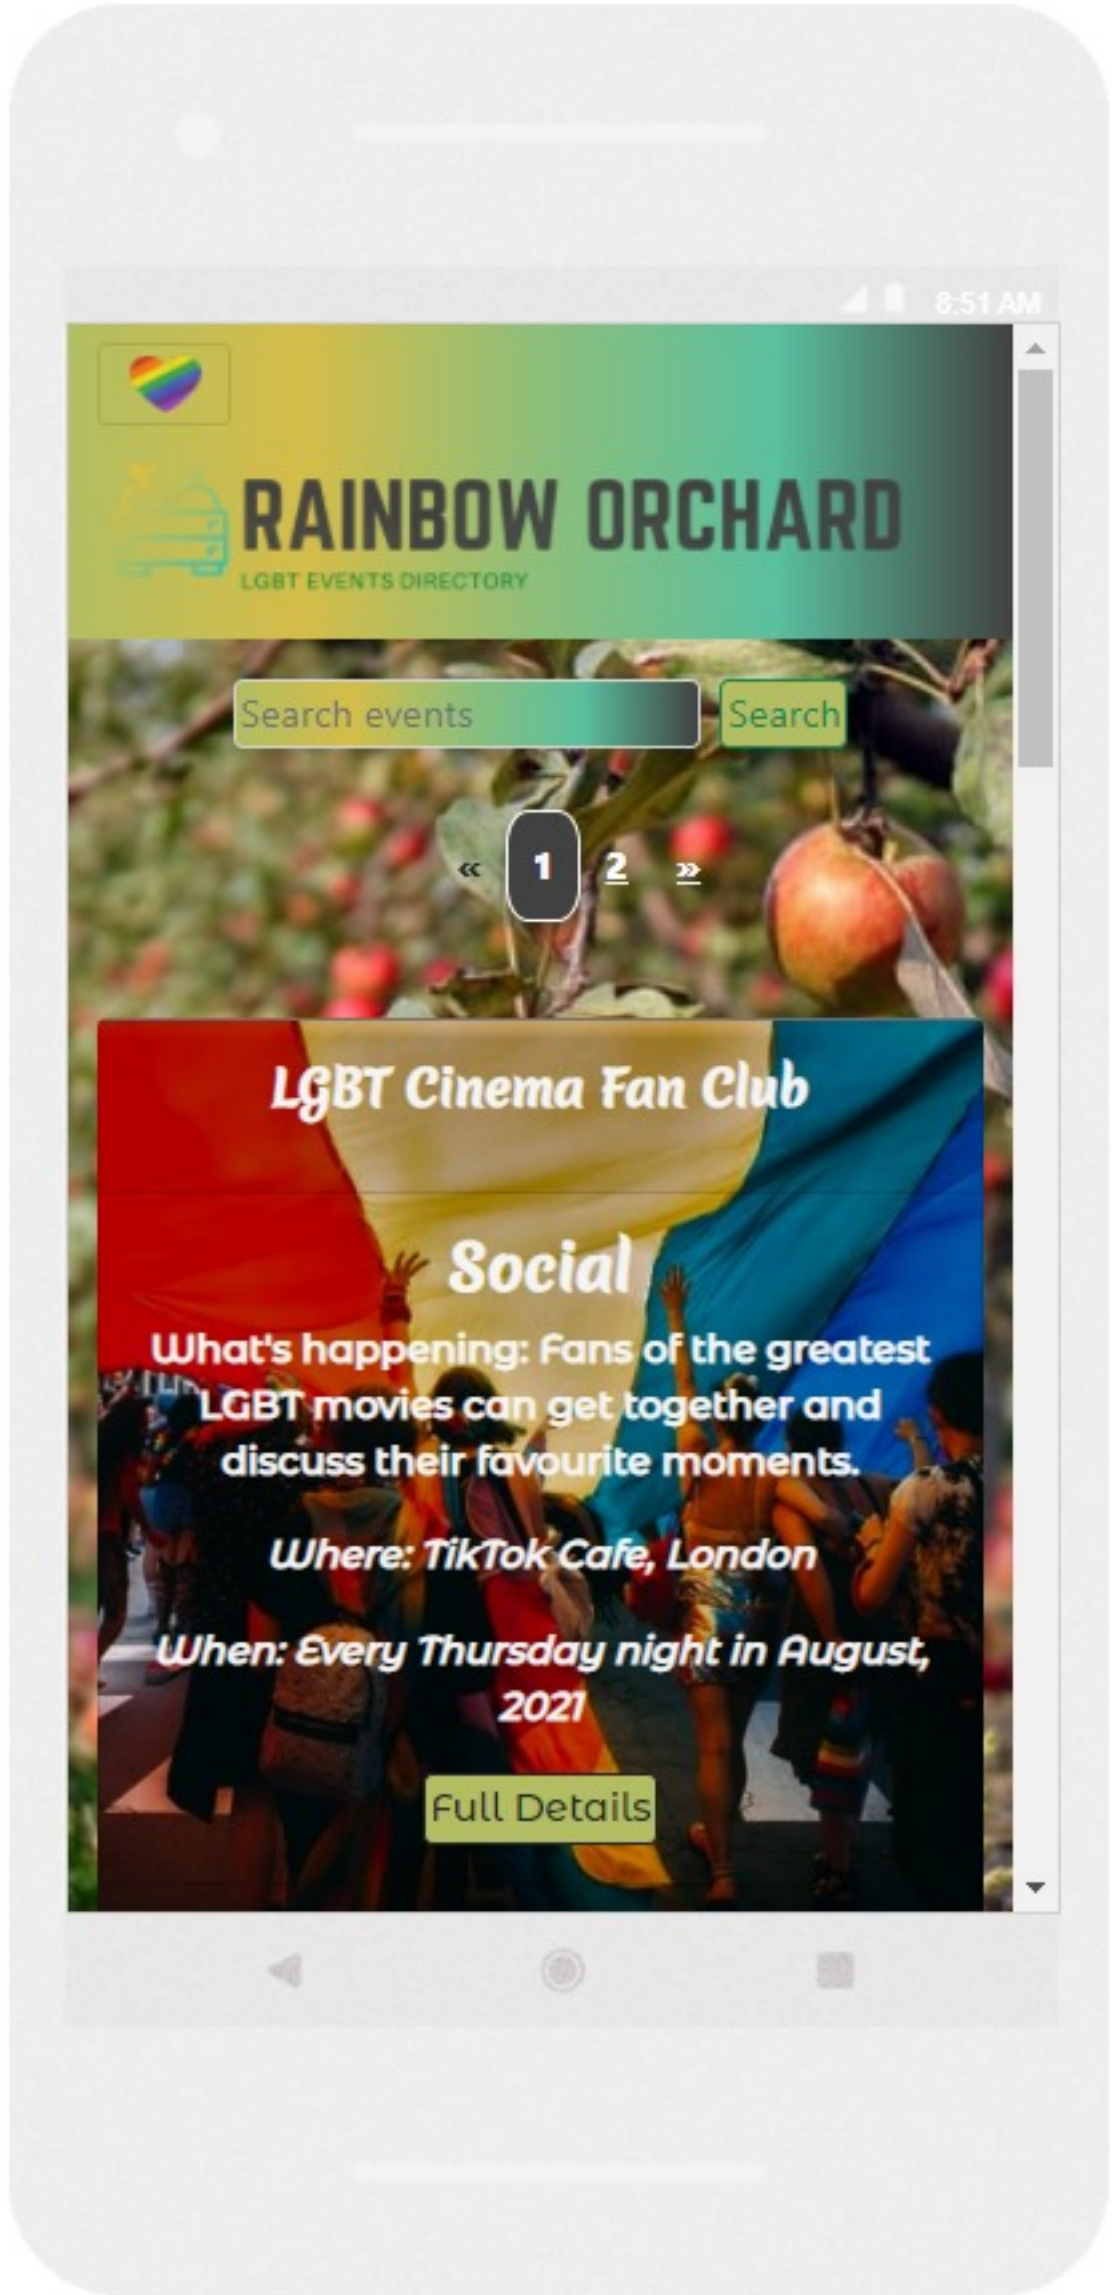 8:51 AM
RAINBOW ORCHARD
LGBT EVENTS DIRECTORY
Search events Search
« 1 2 »
LGBT Cinema Fan Club
Social
What's happening: Fans of the greatest
LGBT movies can get together and
discuss their favourite moments.
Where: TikTok Cafe, London
When: Every Thursday night in August,
2021
Full Details